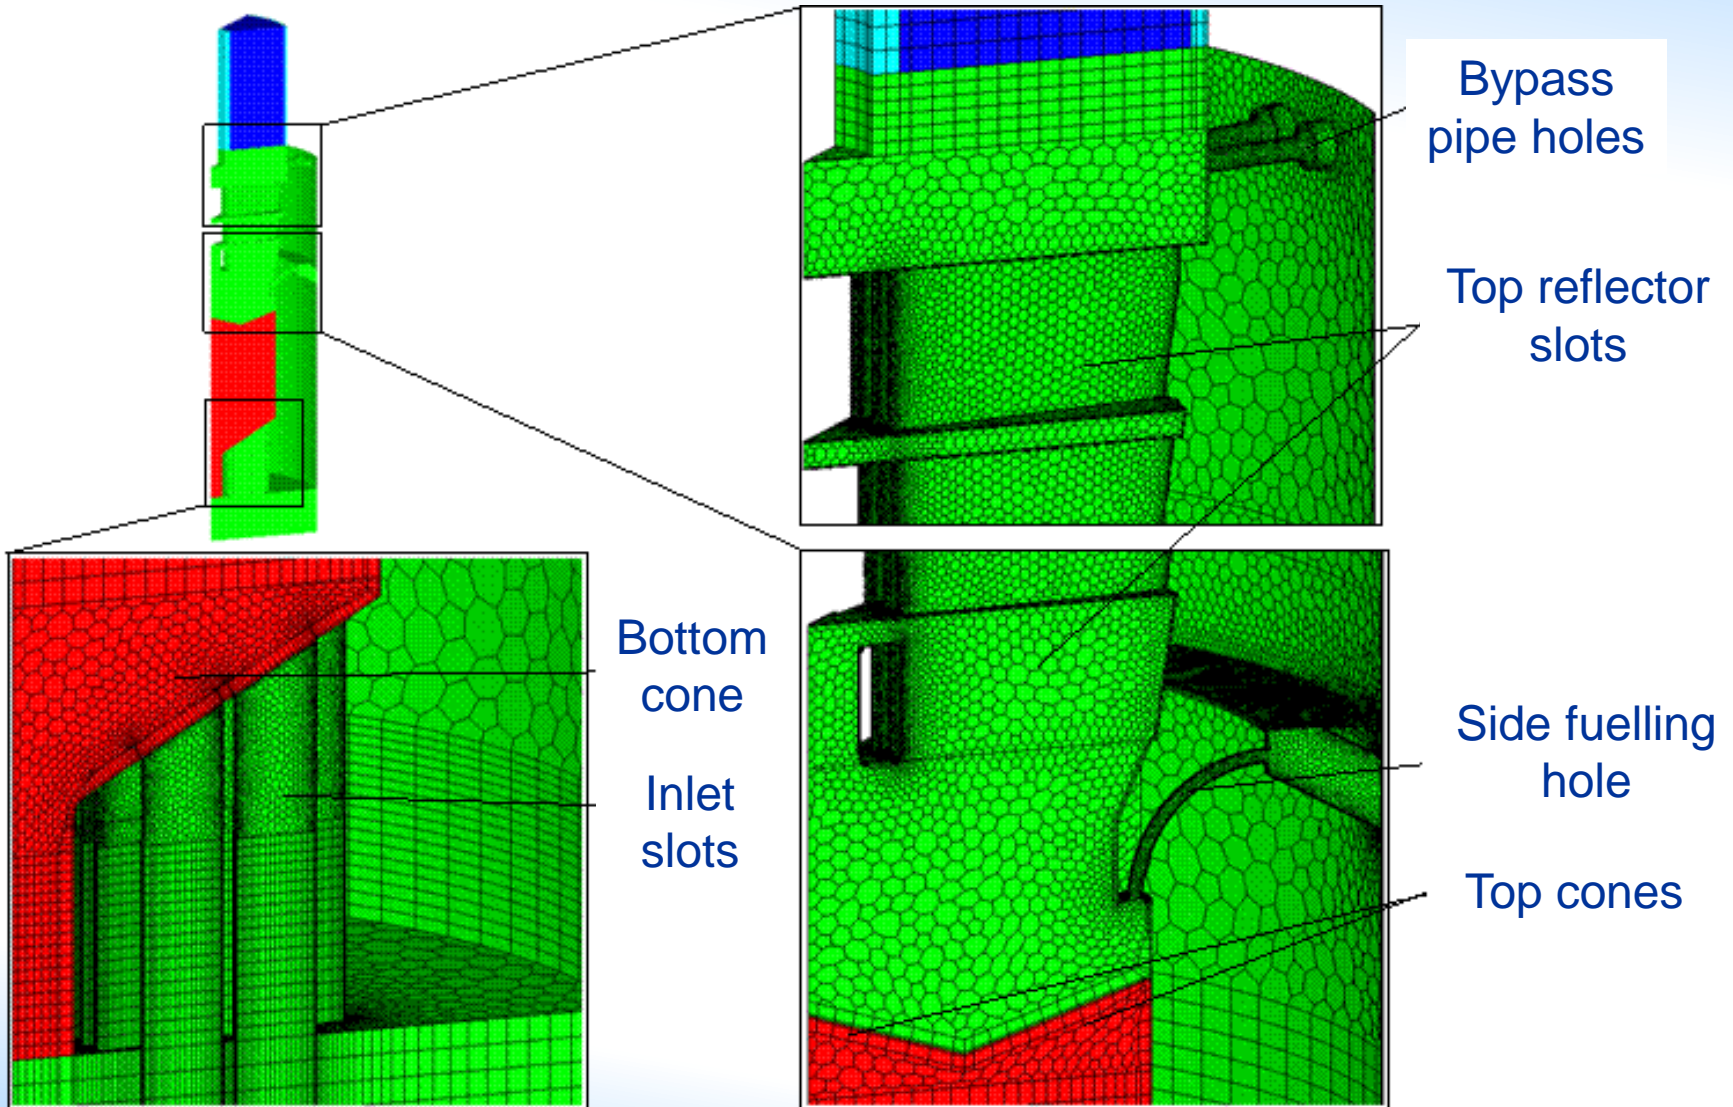 Bypass
pipe holes
Top reflector
slots
Bottom
cone
Inlet
slots
Side fuelling
hole
Top cones